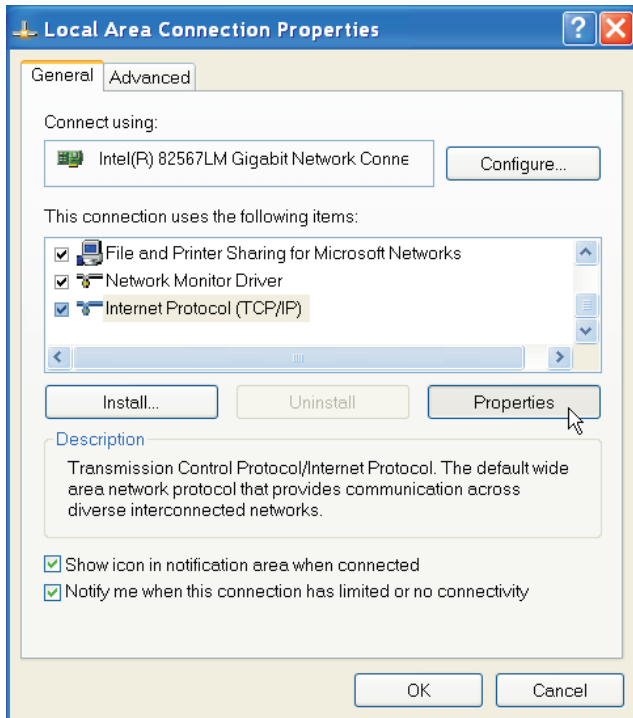 Local Area Connection Properties
General
Advanced
Connect using:
Intel(R) 82567LM Gigabit Network Conne
Configure...
This connection uses the following items:
File and Printer Sharing for Microsoft Networks
Network Monitor Driver
Internet Protocol (TCP/IP)
Install...
Uninstall
Properties
Description
Transmission Control Protocol/Internet Protocol. The default wide
area network protocol that provides communication across
diverse interconnected networks.
Show icon in notification area when connected
Notify me when this connection has limited or no connectivity
OK
Cancel